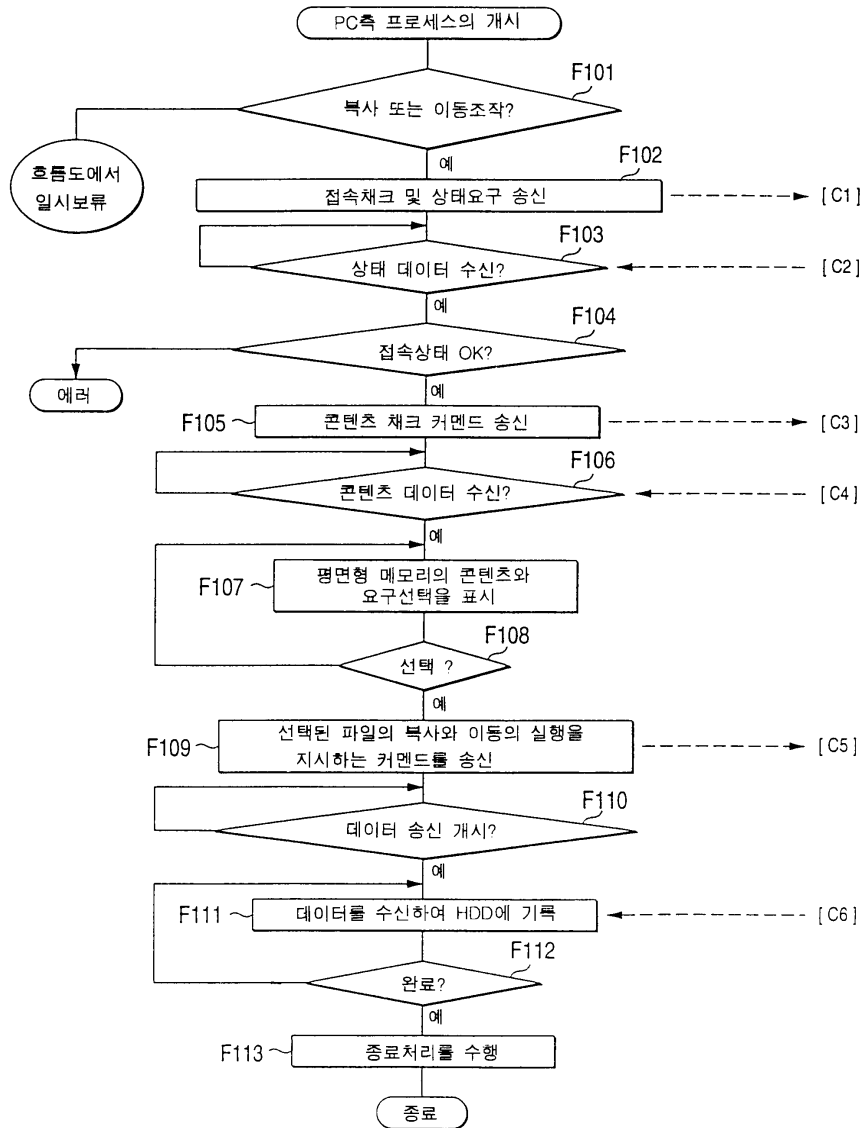 PC측 프로세스의 개시
F101
복사 또는 이동조작?
예
흐름도에서
일시보류
F102
접속채크 및 상태요구 송신
[C1]
F103
상태 데이터 수신?
[C2]
예
F104
접속상태 OK?
에러
예
F105
콘텐츠 채크 커멘드 송신
[C3]
F106
콘텐츠 데이터 수신?
[C4]
예
F107
평면형 메모리의 콘텐츠와
요구선택을 표시
F108
선택 ?
예
F109
선택된 파일의 복사와 이동의 실행을
지시하는 커멘드를 송신
[C5]
F110
데이터 송신 개시?
예
F111
데이터를 수신하여 HDD에 기록
[C6]
F112
완료?
예
F113
종료처리를 수행
종료